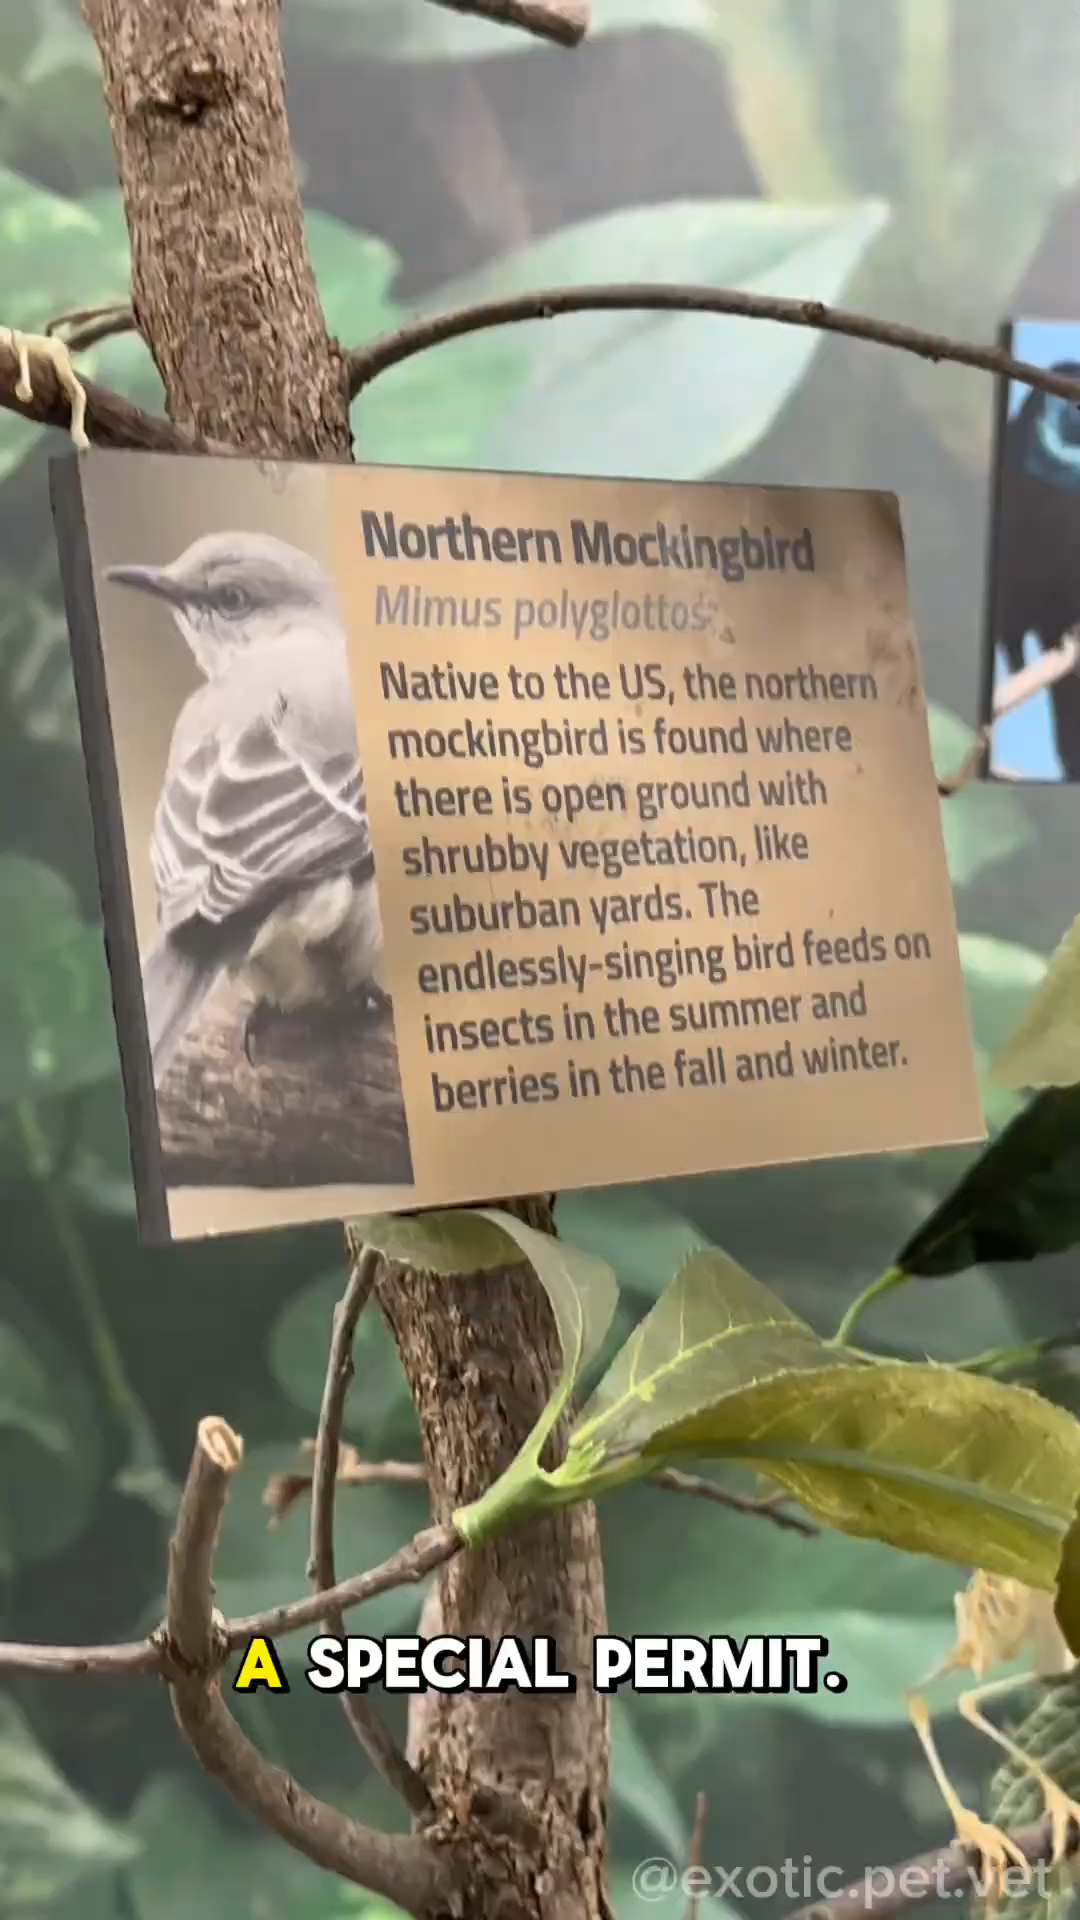 Northern Mockingbird
Mimus polyglottos
Native to the US, the northern
mockingbird is found where
there is open ground with
shrubby vegetation, like
suburban yards. The
endlessly-singing bird feeds on
insects in the summer and
berries in the fall and winter.
A SPECIAL PERMIT.
@exotic.pet.vet